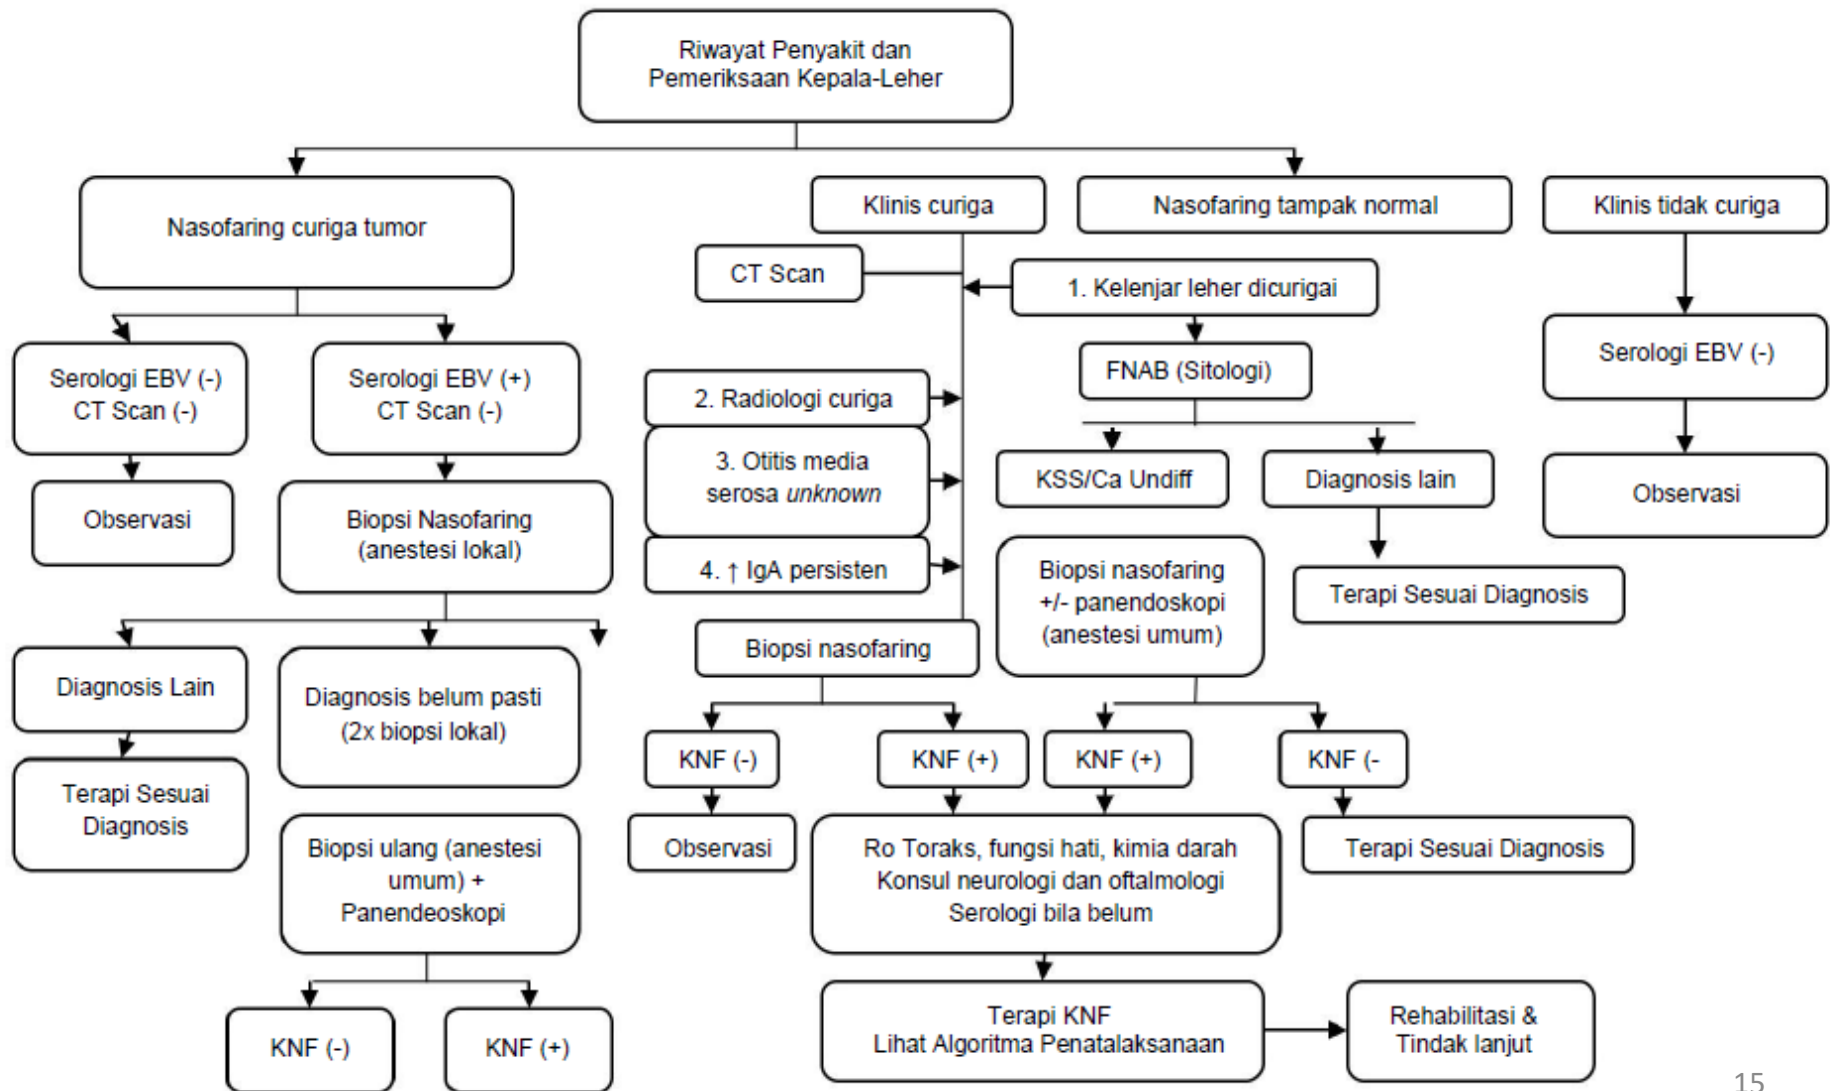 Riwayat Penyakit dan
Pemeriksaan Kepala-Leher
Nasofaring curiga tumor
Klinis curiga
Nasofaring tampak normal
Klinis tidak curiga
CT Scan
1. Kelenjar leher dicurigai
Serologi EBV (-)
CT Scan (-)
Serologi EBV (+)
CT Scan (-)
FNAB (Sitologi)
Serologi EBV (-)
2. Radiologi curiga
3. Otitis media
serosa unknown
4. ↑ IgA persisten
KSS/Ca Undiff
Diagnosis lain
Observasi
Observasi
Biopsi Nasofaring
(anestesi lokal)
Biopsi nasofaring
+/- panendoskopi
(anestesi umum)
Terapi Sesuai Diagnosis
Biopsi nasofaring
Diagnosis Lain
Diagnosis belum pasti
(2x biopsi lokal)
KNF (-)
KNF (+)
KNF (+)
KNF (-
Terapi Sesuai
Diagnosis
Biopsi ulang (anestesi
umum) +
Panendeoskopi
Observasi
Ro Toraks, fungsi hati, kimia darah
Konsul neurologi dan oftalmologi
Serologi bila belum
Terapi Sesuai Diagnosis
KNF (-)
KNF (+)
Terapi KNF
Lihat Algoritma Penatalaksanaan
Rehabilitasi &
Tindak lanjut
15